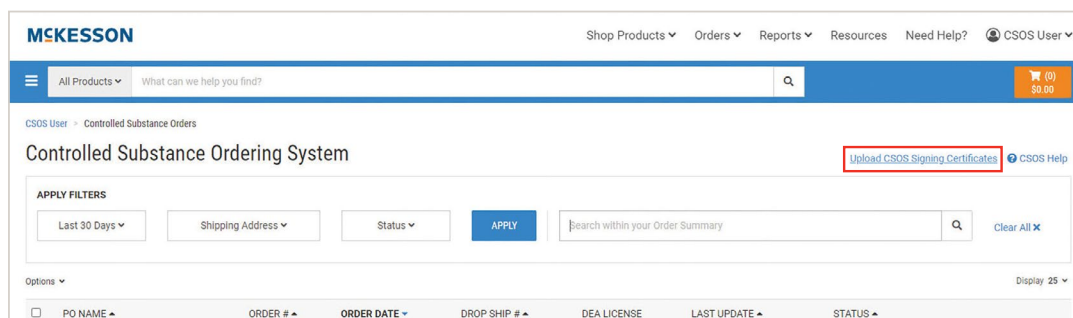 MCKESSON Shop Products Orders Reports Resources Need Help? CSOS User
All Products What can we help you find? (0)
$0.00
CSOS User > Controlled Substance Orders
Controlled Substance Ordering System Upload CSOS Signing Certificates ? CSOS Help
APPLY FILTERS
Last 30 Days Shipping Address Status APPLY Search within your Order Summary Clear All X
Options Display 25
PO NAME ORDER # ORDER DATE DROP SHIP # DEA LICENSE LAST UPDATE STATUS